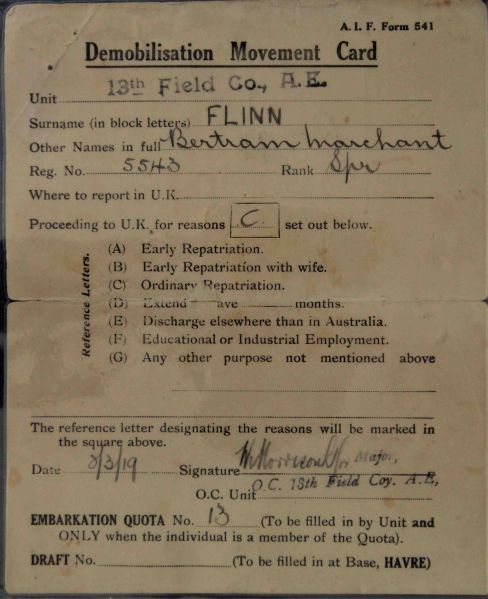 A. I. F. Form 541
Demobilisation Movement Card
Unit 13th Field Co., A.E.
Surname (in block letters) FLINN
Other Names in full Bertram Marchant
Reg. No. 5543 Rank Spr
Where to report in U.K.
Proceeding to U.K. for reasons C. set out below.
Reference Letters.
(A) Early Repatriation.
(B) Early Repatriation with wife.
(C) Ordinary Repatriation.
(D) Extend ave months.
(E) Discharge elsewhere than in Australia.
(F) Educational or Industrial Employment.
(G) Any other purpose not mentioned above
The reference letter designating the reasons will be marked in
the square above.
Date 8/3/19 Signature Major,
O.C. Unit O.C. 13th Field Coy. A.E,
EMBARKATION QUOTA No. 13 (To be filled in by Unit and
ONLY when the individual is a member of the Quota).
DRAFT No. (To be filled in at Base, HAVRE)